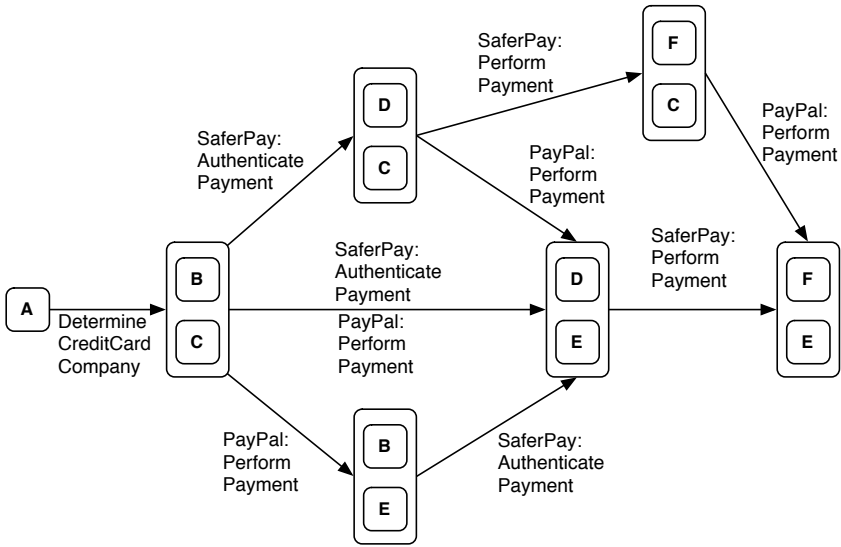 F
C
SaferPay:
Perform
Payment
D
C
PayPal:
Perform
Payment
SaferPay:
Authenticate
Payment
PayPal:
Perform
Payment
B
C
SaferPay:
Authenticate
Payment
PayPal:
Perform
Payment
D
E
SaferPay:
Perform
Payment
F
E
A
Determine
CreditCard
Company
PayPal:
Perform
Payment
B
E
SaferPay:
Authenticate
Payment